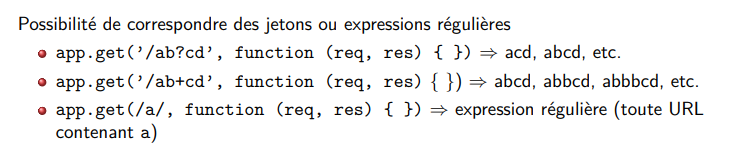 Possibilité de correspondre des jetons ou expressions régulières
app.get('/ab?cd', function (req, res) { }) ⇒ acd, abcd, etc.
app.get('/ab+cd', function (req, res) { }) ⇒ abcd, abbcd, abbbcd, etc.
app.get(/a/, function (req, res) { }) ⇒ expression régulière (toute URL
contenant a)